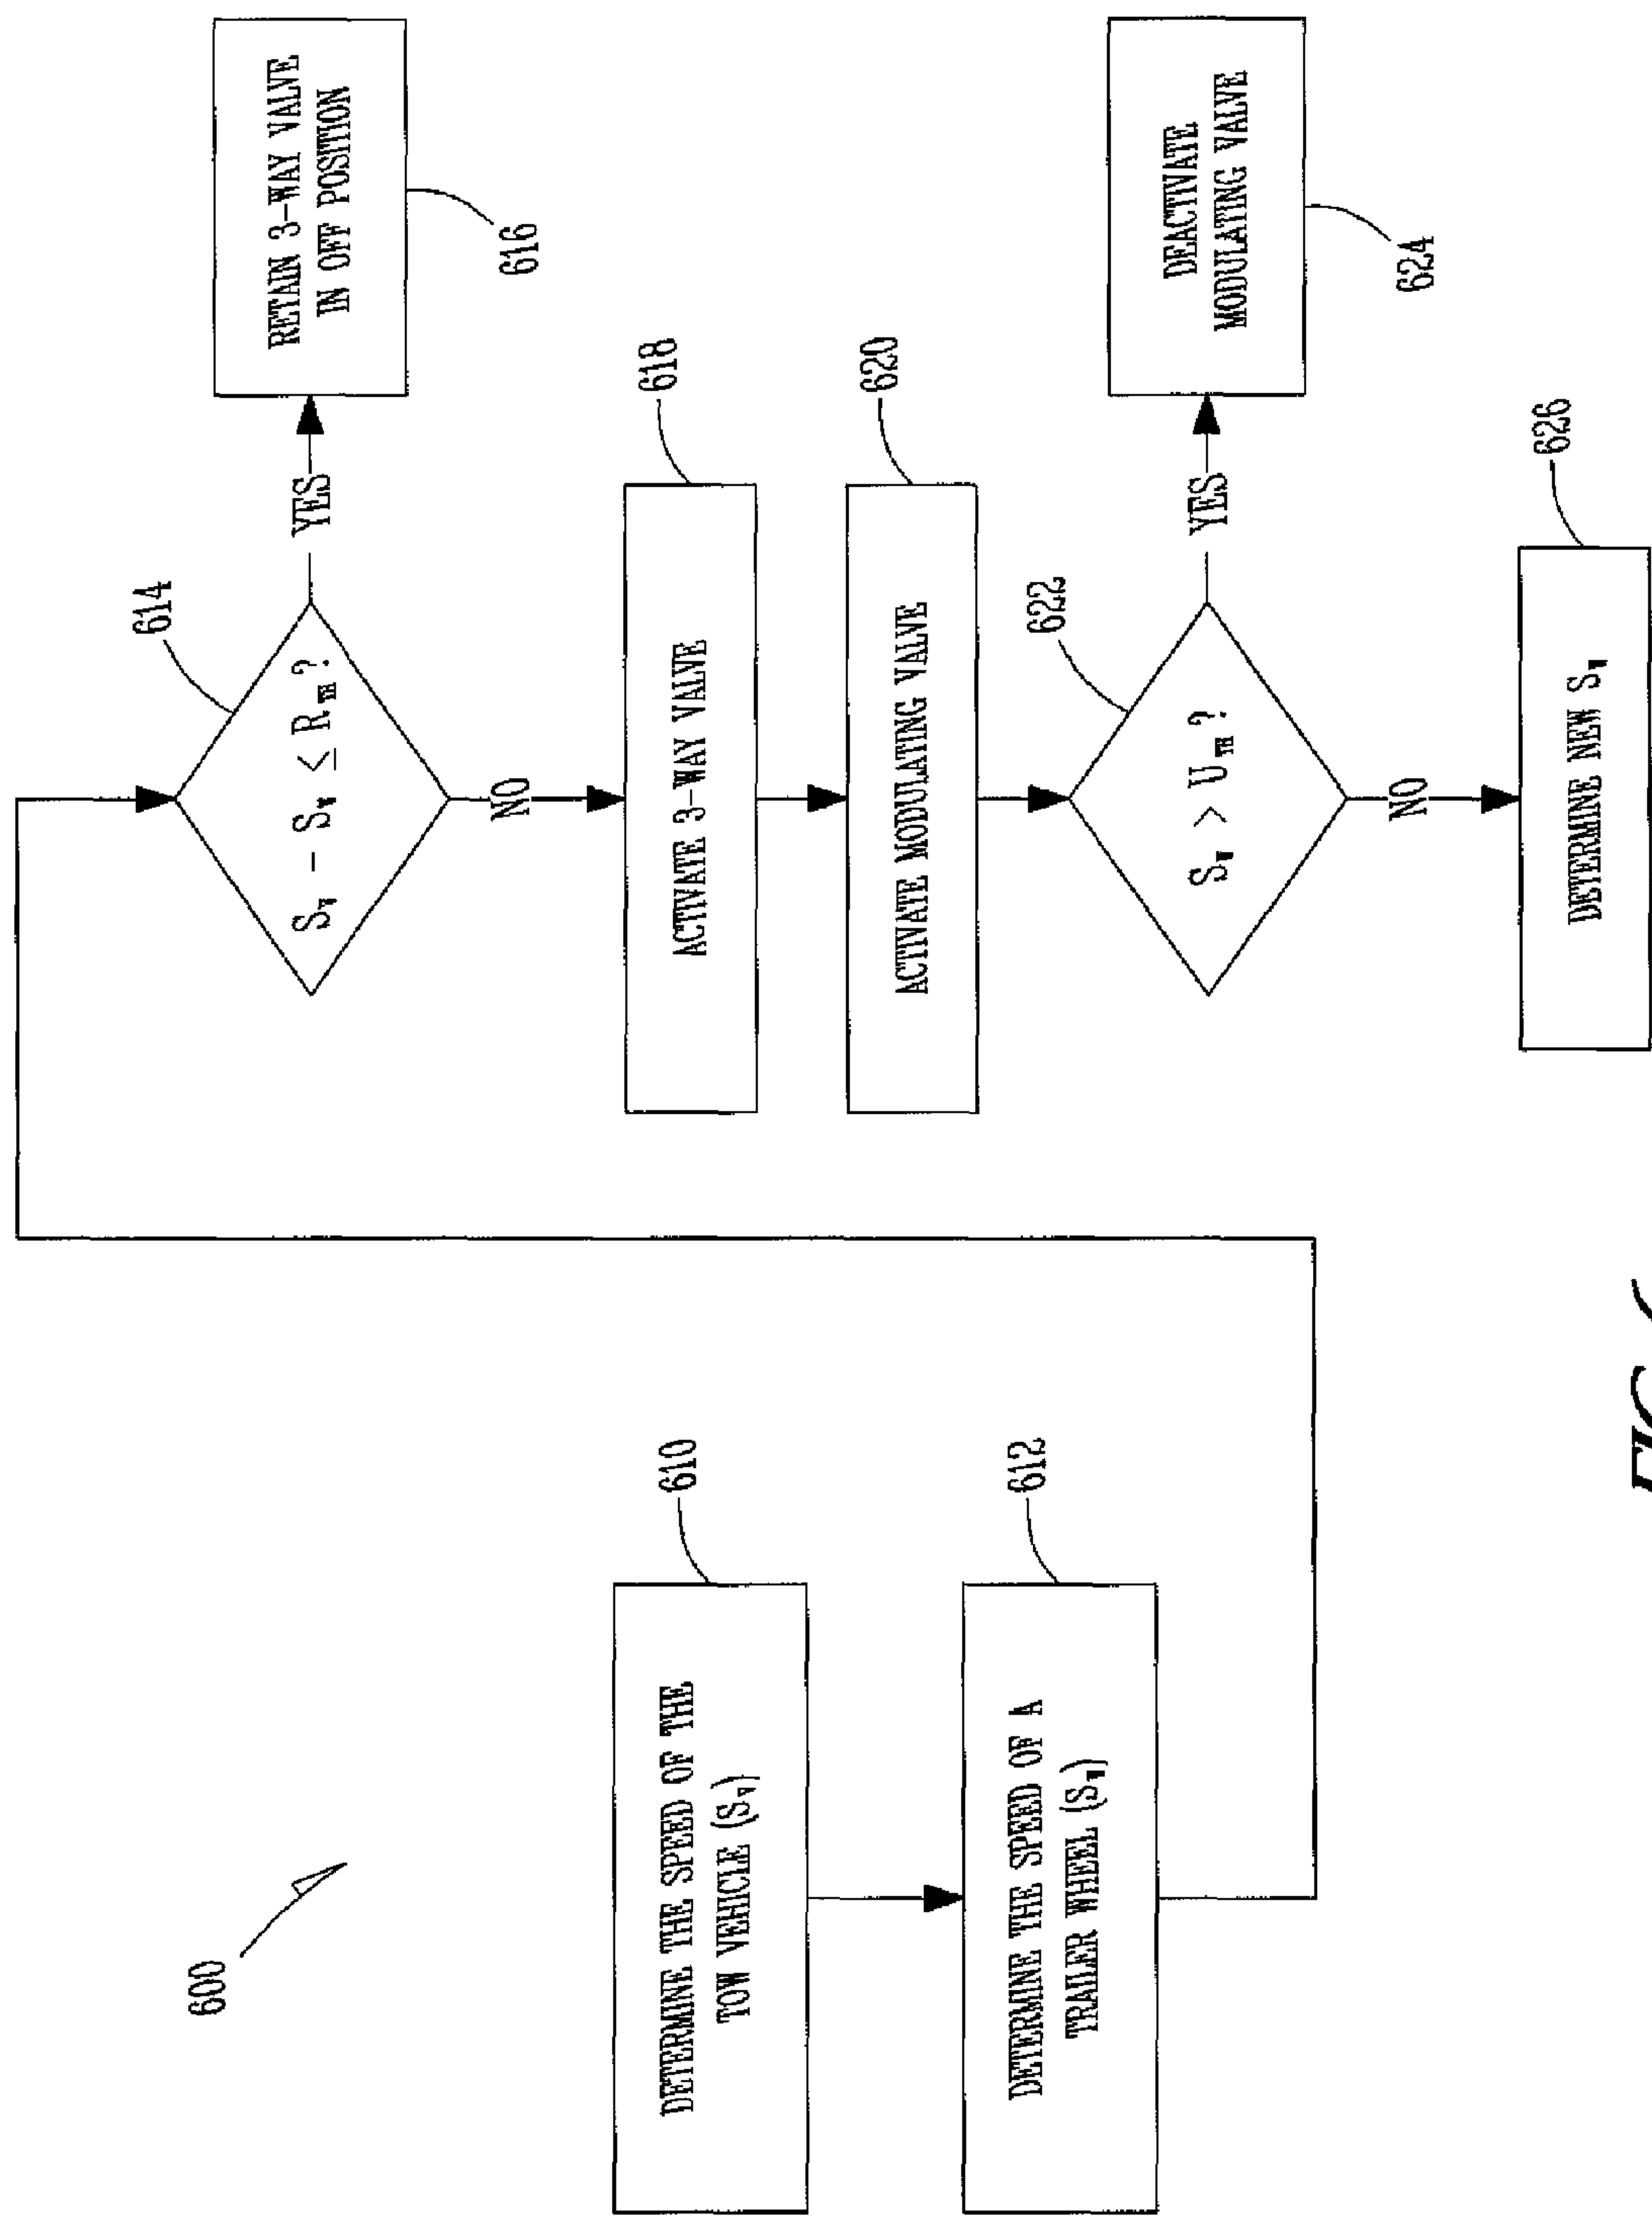 600
610
DETERMINE THE SPEED OF THE
TOW VEHICLE (Sᵥ)
612
DETERMINE THE SPEED OF A
TRAILER WHEEL (S_W)
614
S_V - S_W ≤ R_TH?
YES
RETAIN 3-WAY VALVE
IN OFF POSITION
616
NO
618
ACTIVATE 3-WAY VALVE
620
ACTIVATE MODULATING VALVE
622
S_W > U_TH?
YES
DEACTIVATE
MODULATING VALVE
624
NO
626
DETERMINE NEW S_W